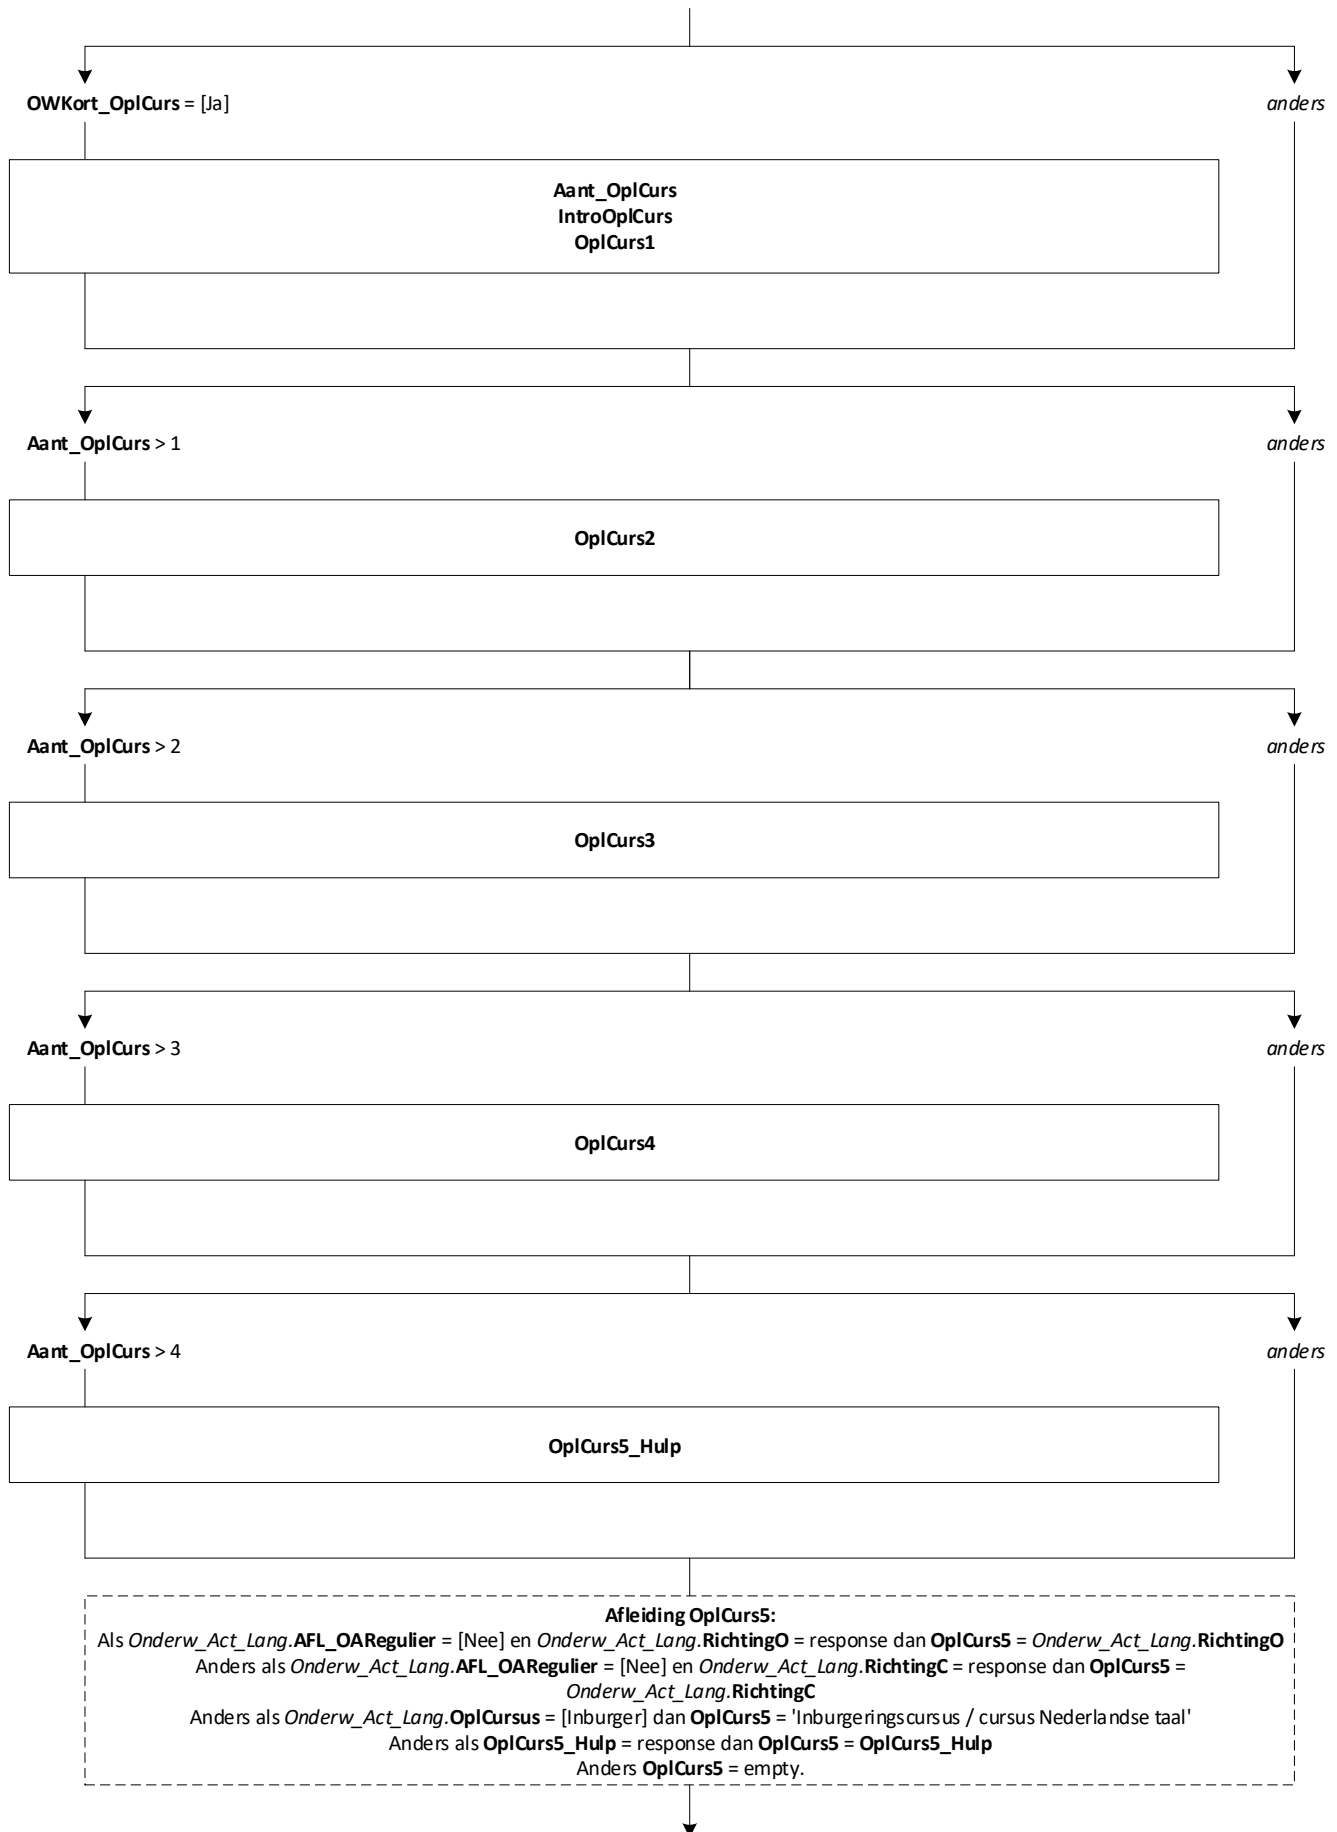 OWKort_OplCurs = [Ja]
anders
Aant_OplCurs
IntroOplCurs
OplCurs1
Aant_OplCurs > 1
anders
OplCurs2
Aant_OplCurs > 2
anders
OplCurs3
Aant_OplCurs > 3
anders
OplCurs4
Aant_OplCurs > 4
anders
OplCurs5_Hulp
Afleiding OplCurs5:
Als Onderw_Act_Lang.AFL_OARegulier = [Nee] en Onderw_Act_Lang.RichtingO = response dan OplCurs5 = Onderw_Act_Lang.RichtingO
Anders als Onderw_Act_Lang.AFL_OARegulier = [Nee] en Onderw_Act_Lang.RichtingC = response dan OplCurs5 =
Onderw_Act_Lang.RichtingC
Anders als Onderw_Act_Lang.OplCursus = [Inburger] dan OplCurs5 = 'Inburgeringscursus / cursus Nederlandse taal'
Anders als OplCurs5_Hulp = response dan OplCurs5 = OplCurs5_Hulp
Anders OplCurs5 = empty.